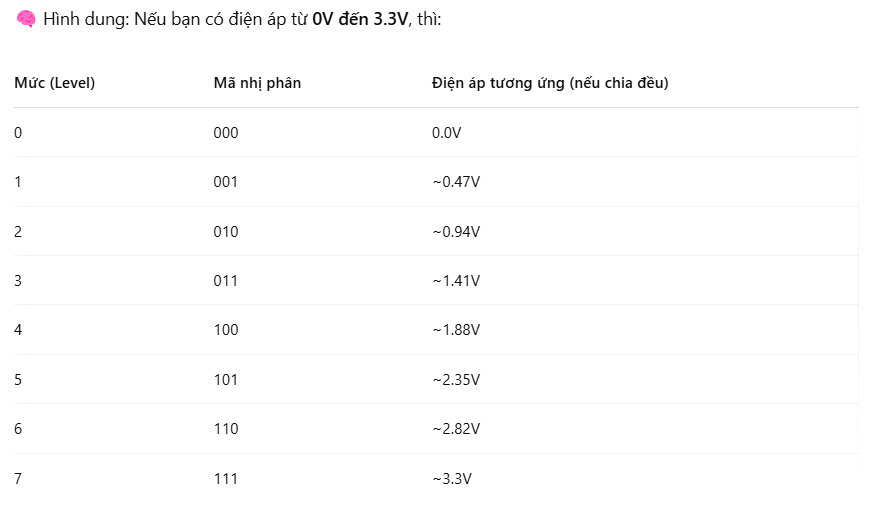 🧠 Hình dung: Nếu bạn có điện áp từ 0V đến 3.3V, thì:
Mức (Level) Mã nhị phân Điện áp tương ứng (nếu chia đều)
0 000 0.0V
1 001 ~0.47V
2 010 ~0.94V
3 011 ~1.41V
4 100 ~1.88V
5 101 ~2.35V
6 110 ~2.82V
7 111 ~3.3V